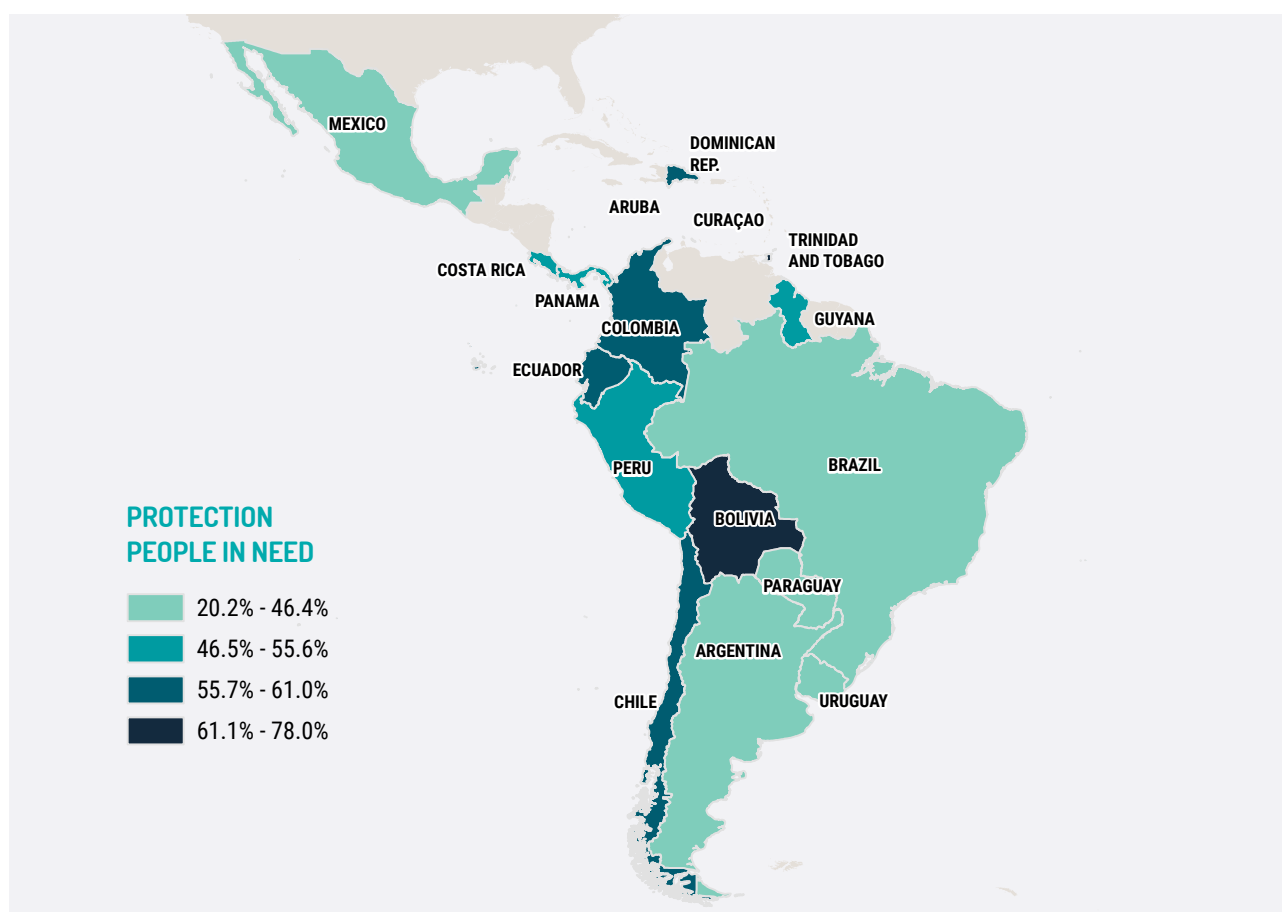 MEXICO
DOMINICAN
REP.
ARUBA
CURAÇAO
TRINIDAD
AND TOBAGO
COSTA RICA
PANAMA
GUYANA
COLOMBIA
ECUADOR
BRAZIL
PERU
BOLIVIA
PARAGUAY
ARGENTINA
CHILE
URUGUAY
PROTECTION
PEOPLE IN NEED
20.2% - 46.4%
46.5% - 55.6%
55.7% - 61.0%
61.1% - 78.0%